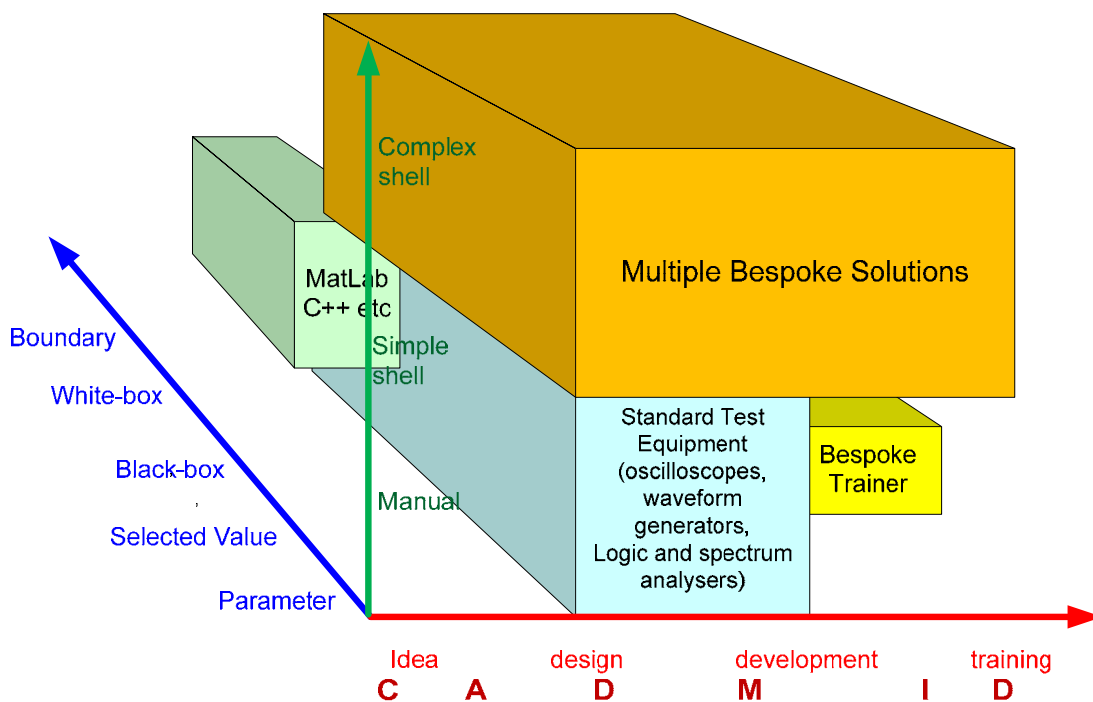 Complex
shell
Multiple Bespoke Solutions
MatLab
C++ etc
Simple
shell
Boundary
White-box
Black-box
,
Selected Value
Parameter
Manual
Standard Test
Equipment
(oscilloscopes,
waveform
generators,
Logic and spectrum
analysers)
Bespoke
Trainer
Idea design development training
C A D M I D